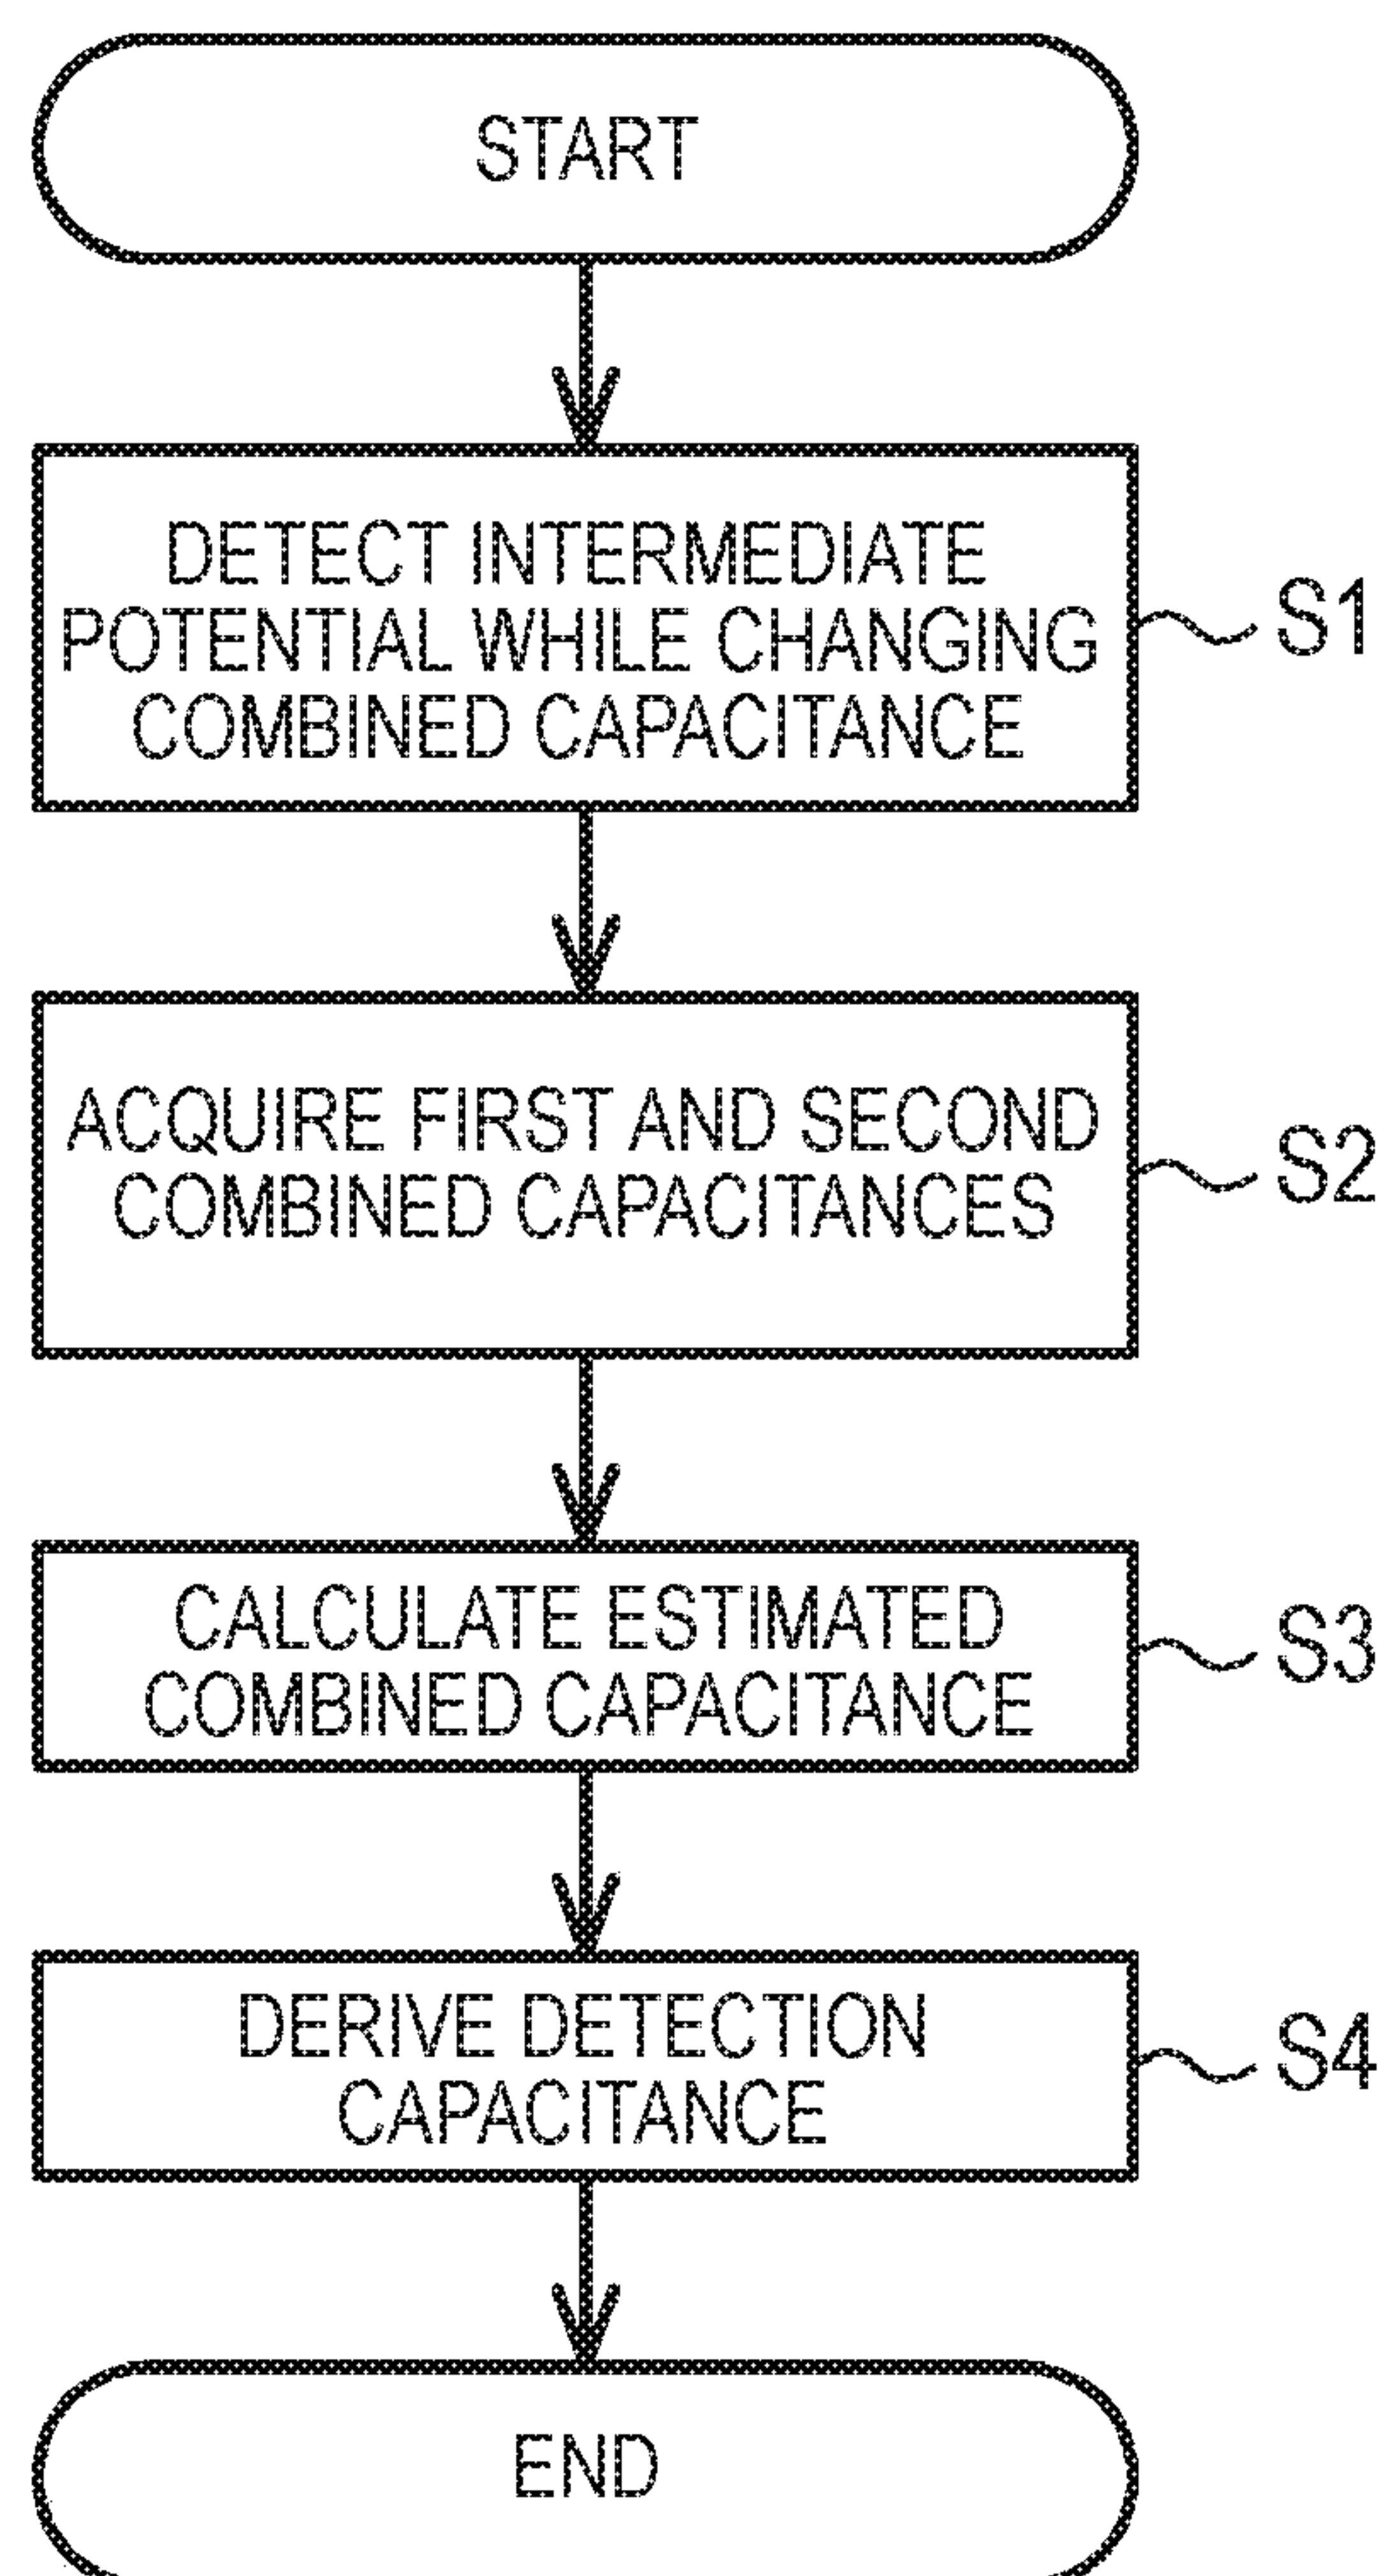 START
DETECT INTERMEDIATE
POTENTIAL WHILE CHANGING
COMBINED CAPACITANCE
S1
ACQUIRE FIRST AND SECOND
COMBINED CAPACITANCES
S2
CALCULATE ESTIMATED
COMBINED CAPACITANCE
S3
DERIVE DETECTION
CAPACITANCE
S4
END